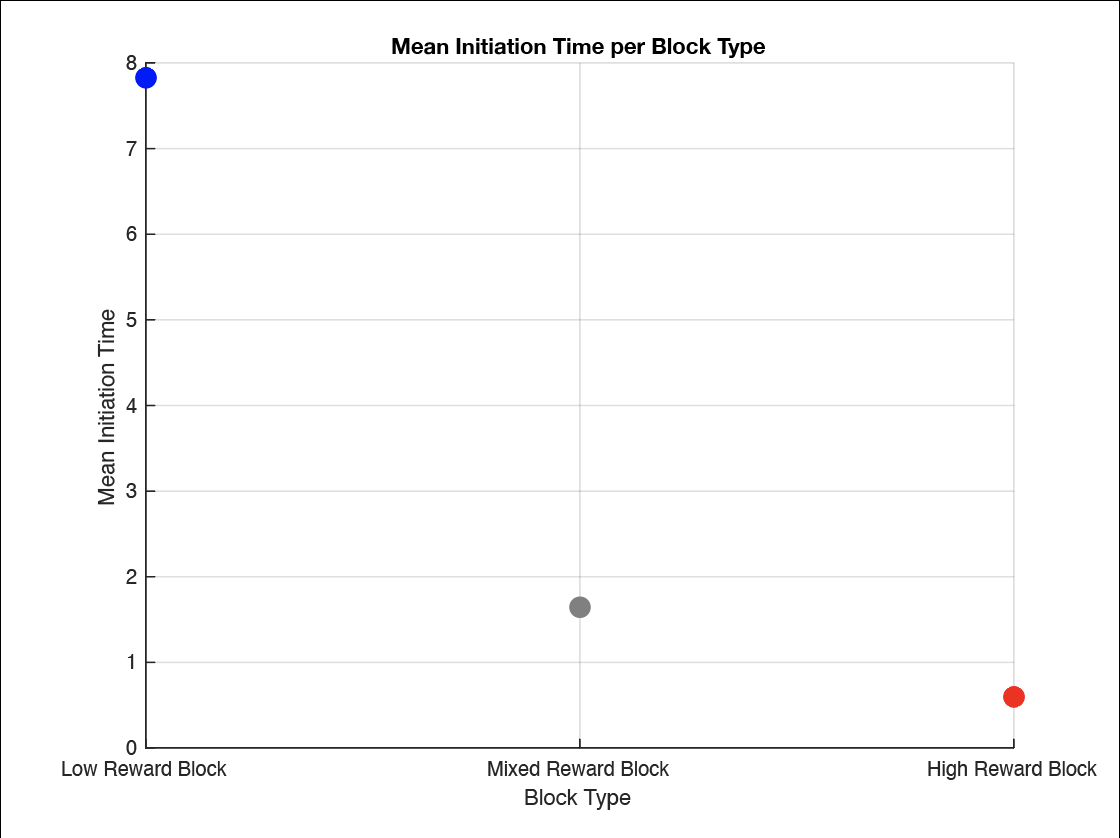 Mean Initiation Time per Block Type
8
7
6
5
4
3
2
1
0
Mean Initiation Time
Low Reward Block
Mixed Reward Block
High Reward Block
Block Type